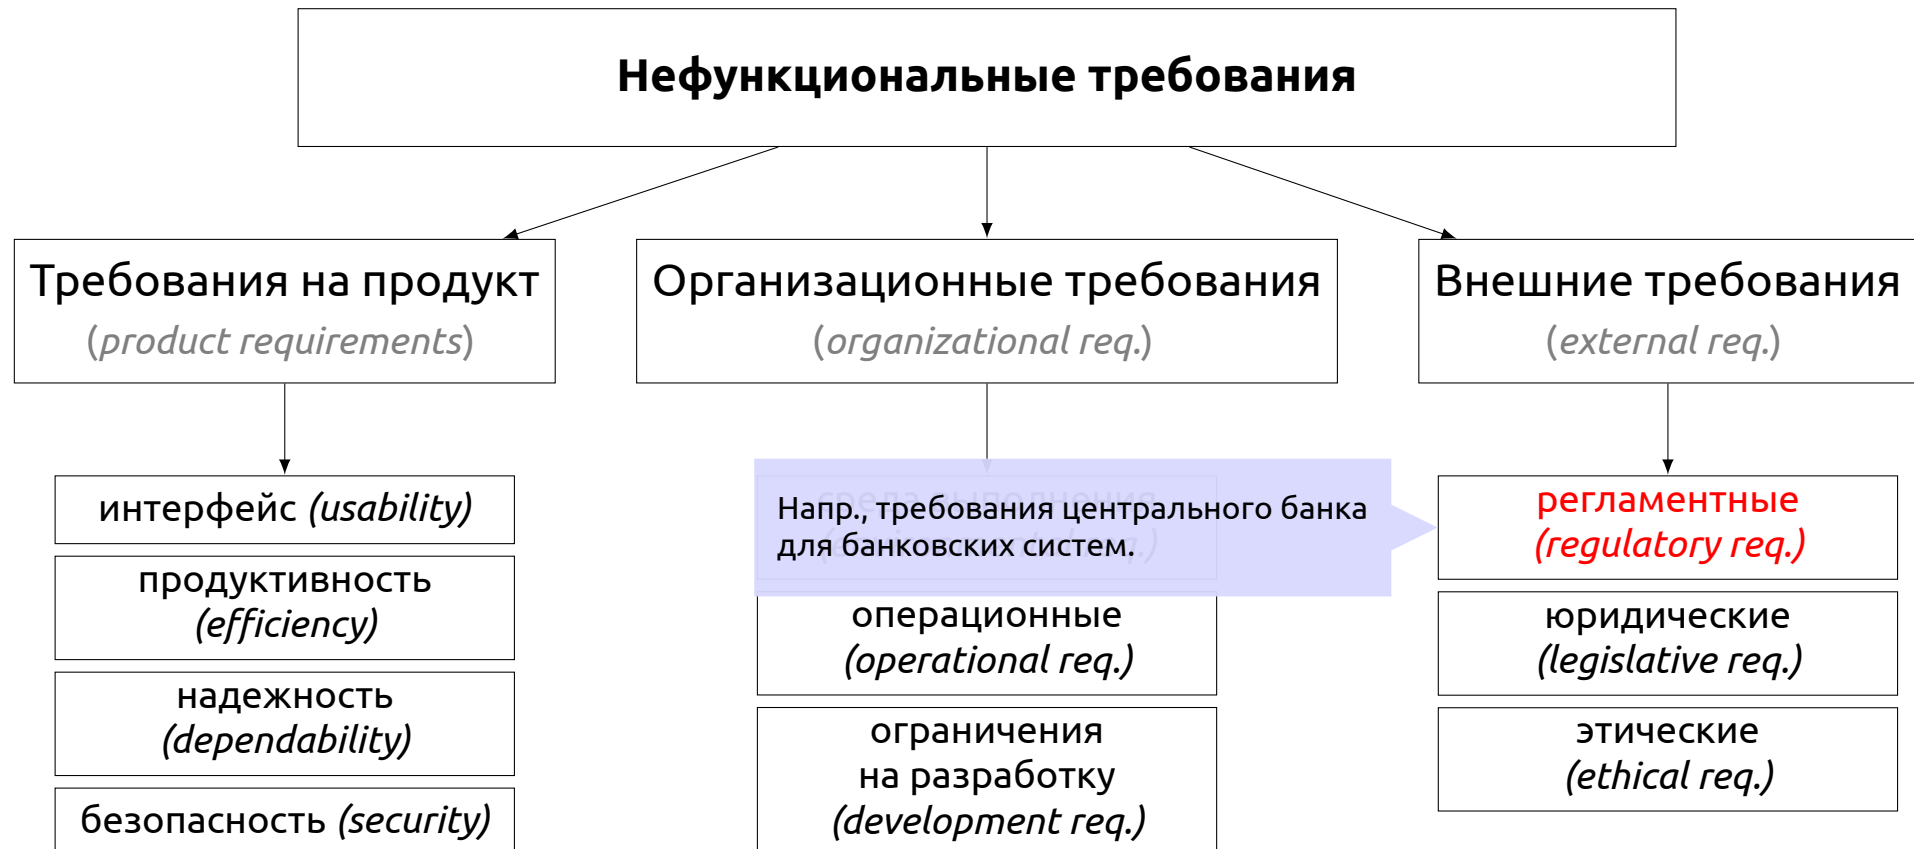 Нефункциональные требования
Требования на продукт
(product requirements)
Организационные требования
(organizational req.)
Внешние требования
(external req.)
интерфейс (usability)
продуктивность
(efficiency)
надежность
(dependability)
безопасность (security)
среда выполнения
Напр., требования центрального банка
для банковских систем.
операционные
(operational req.)
ограничения
на разработку
(development req.)
регламентные
(regulatory req.)
юридические
(legislative req.)
этические
(ethical req.)